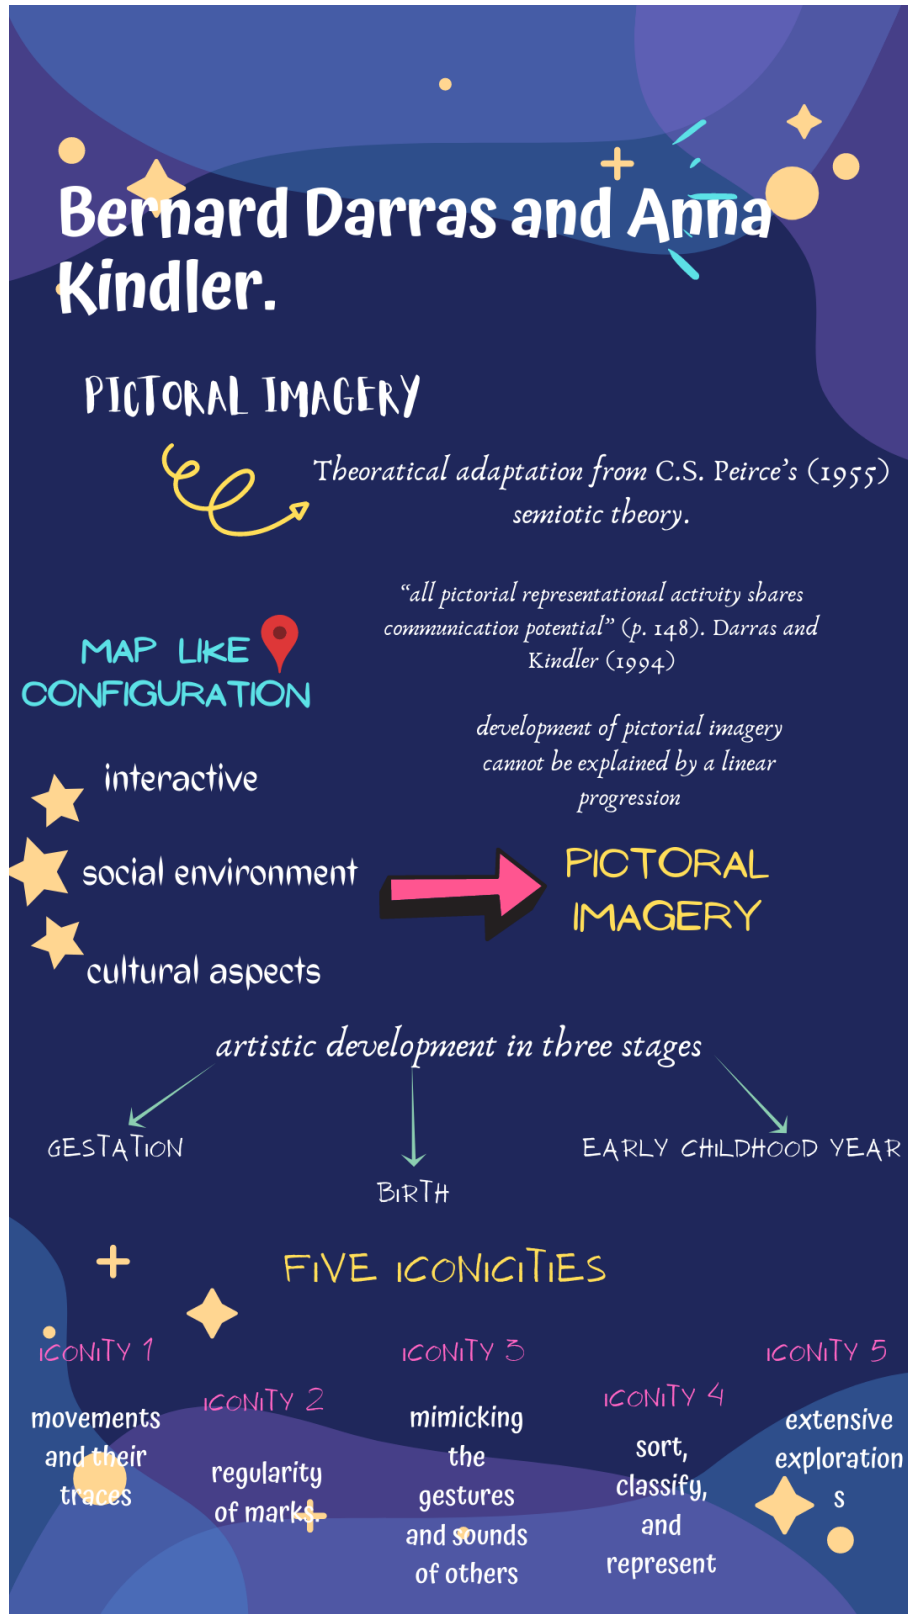 Bernard Darras and Anna
Kindler.
PICTORAL IMAGERY
Theoratical adaptation from C.S. Peirce's (1955)
semiotic theory.
"all pictorial representational activity shares
communication potential" (p. 148). Darras and
Kindler (1994)
MAP LIKE
CONFIGURATION
development of pictorial imagery
cannot be explained by a linear
progression
interactive
social environment
cultural aspects
PICTORAL
IMAGERY
artistic development in three stages
GESTATION
BIRTH
EARLY CHILDHOOD YEAR
FIVE ICONICITIES
ICONITY 1
movements
and their
traces
ICONITY 2
regularity
of marks.
ICONITY 3
mimicking
the
gestures
and sounds
of others
ICONITY 4
sort,
classify,
and
represent
ICONITY 5
extensive
exploration
s